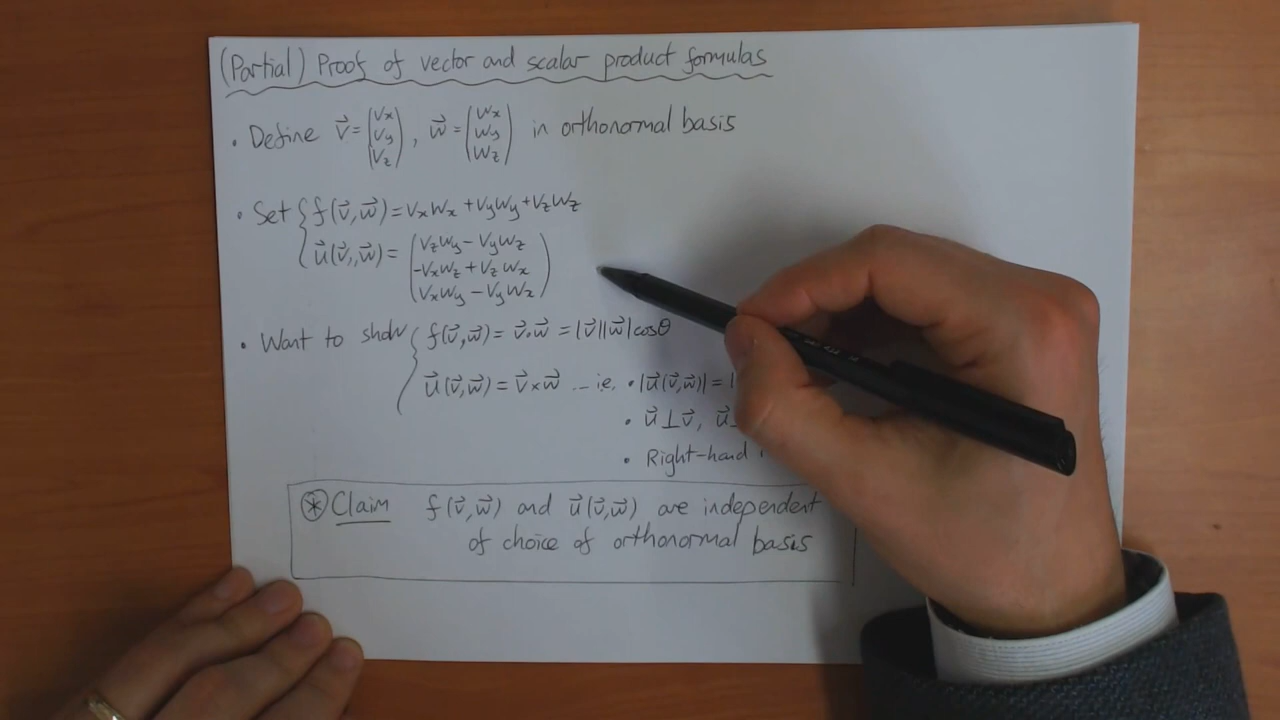 (Partial) Proof of vector and scalar product formulas
• Define v⃗ = (vx vy vz), w⃗ = (wx wy wz) in orthonormal basis
• Set { f(v⃗,w⃗) = vxwx + vywy + vzwz
u⃗(v⃗,w⃗) = (vzwy − vywz
−vxwz + vzwx
vxwy − vywx)
• Want to show { f(v⃗,w⃗) = v⃗·w⃗ = |v⃗||w⃗|cosθ
u⃗(v⃗,w⃗) = v⃗×w⃗ ... ie. • |u⃗(v⃗,w⃗)| = |
• u⃗⊥v⃗, u⃗⊥
• Right-hand
⊛ Claim f(v⃗,w⃗) and u⃗(v⃗,w⃗) are independent
of choice of orthonormal basis